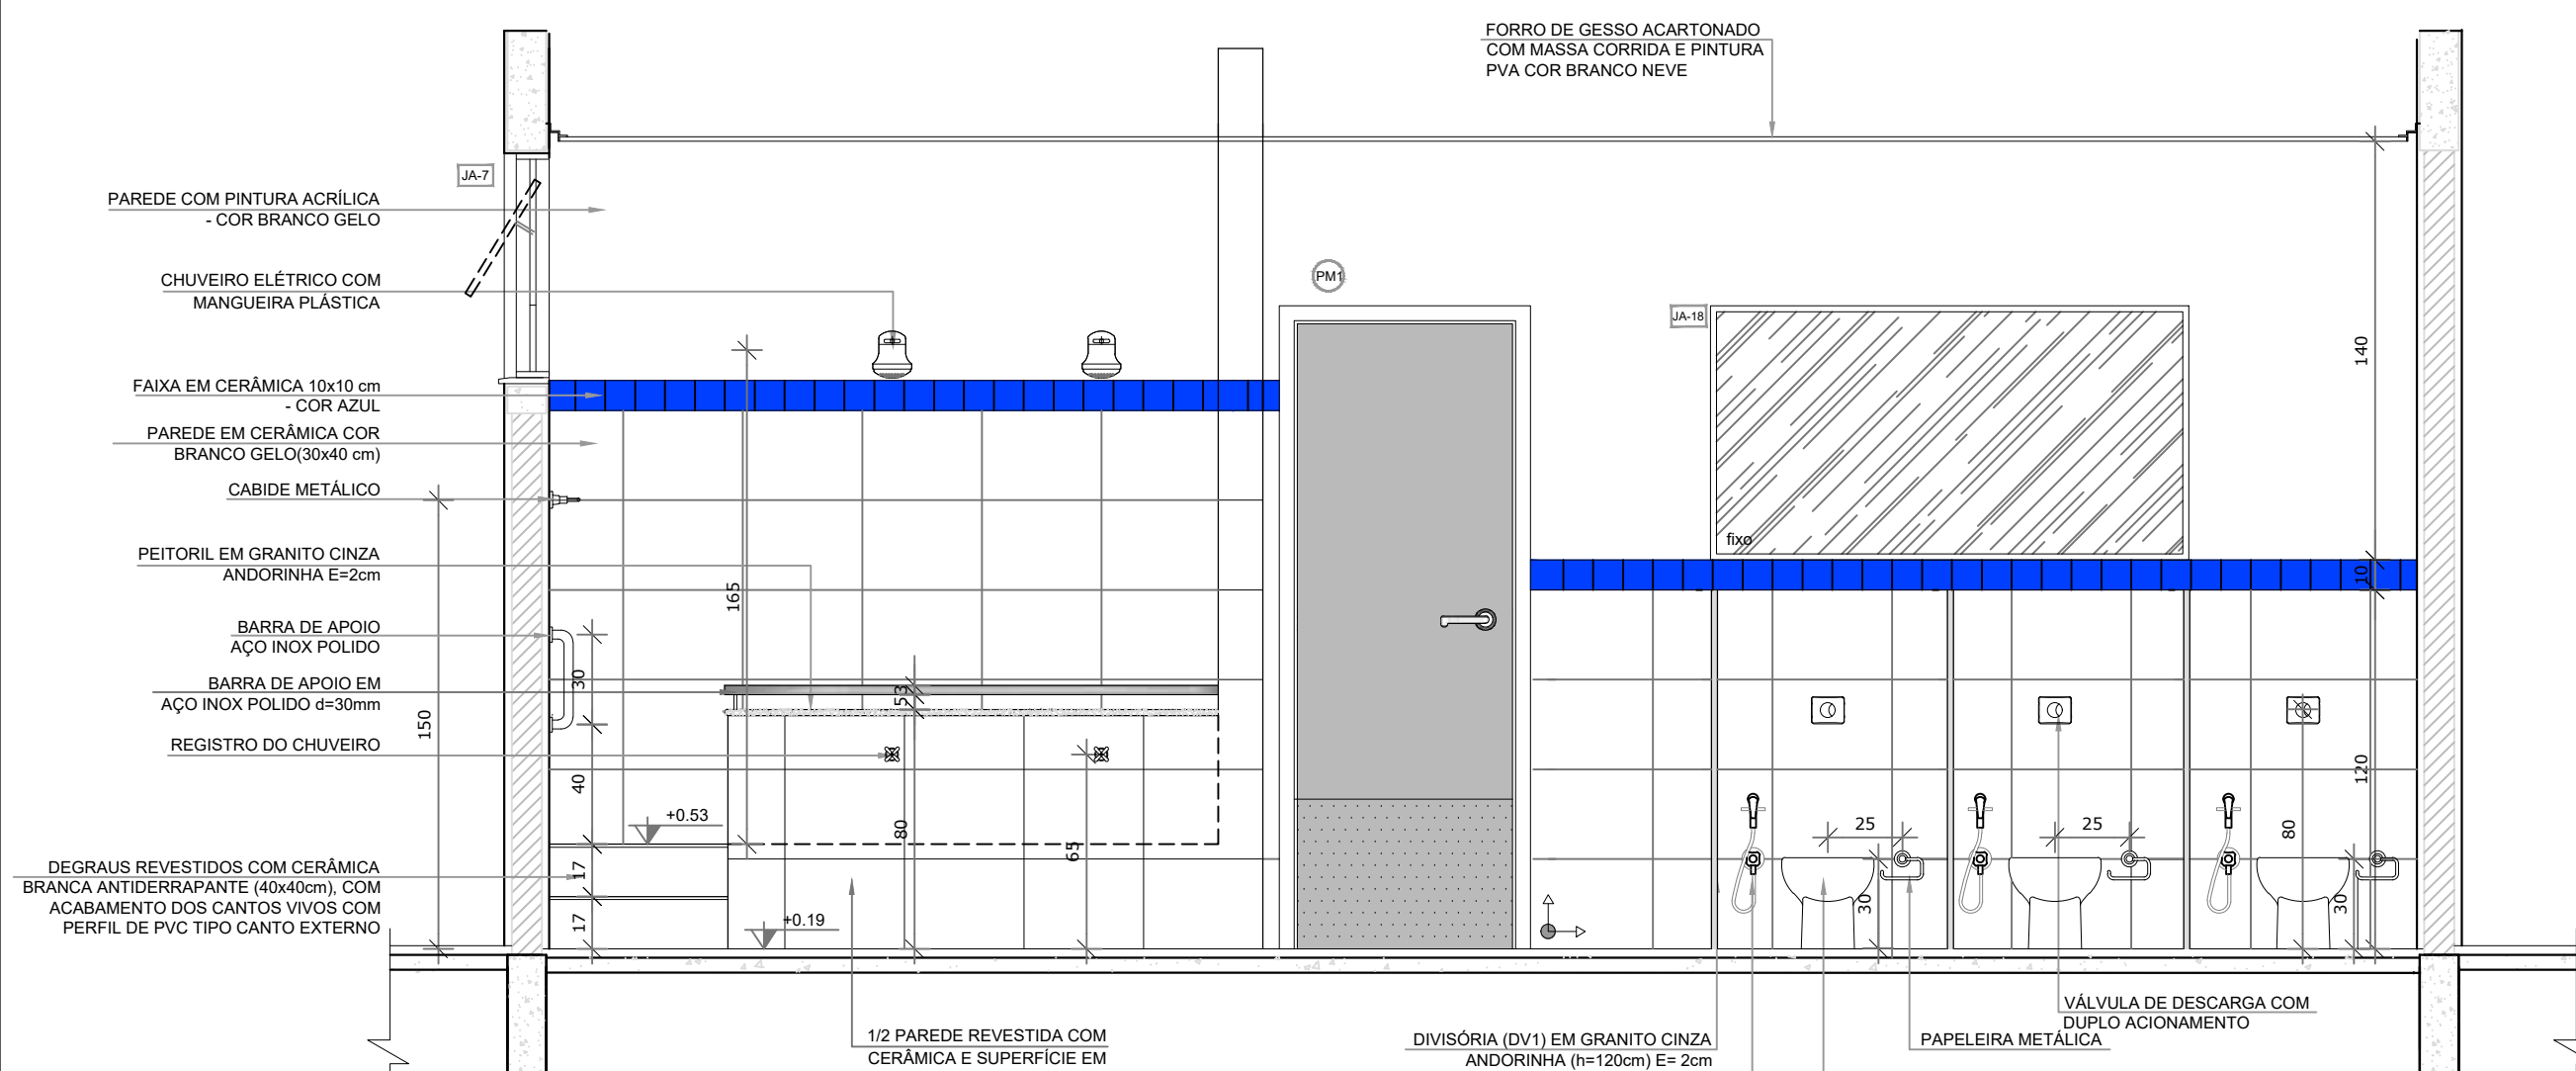 FORRO DE GESSO ACARTONADO
COM MASSA CORRIDA E PINTURA
PVA COR BRANCO NEVE
JA-7
PAREDE COM PINTURA ACRÍLICA
- COR BRANCO GELO
CHUVEIRO ELÉTRICO COM
MANGUEIRA PLÁSTICA
PM1
JA-18
140
FAIXA EM CERÂMICA 10x10 cm
- COR AZUL
PAREDE EM CERÂMICA COR
BRANCO GELO(30x40 cm)
CABIDE METÁLICO
fixo
PEITORIL EM GRANITO CINZA
ANDORINHA E=2cm
10
165
BARRA DE APOIO
AÇO INOX POLIDO
30
BARRA DE APOIO EM
AÇO INOX POLIDO d=30mm
53
150
REGISTRO DO CHUVEIRO
40
120
+0.53
80
65
25
25
80
DEGRAUS REVESTIDOS COM CERÂMICA
BRANCA ANTIDERRAPANTE (40x40cm), COM
ACABAMENTO DOS CANTOS VIVOS COM
PERFIL DE PVC TIPO CANTO EXTERNO
17
17
+0.19
30
30
1/2 PAREDE REVESTIDA COM
CERÂMICA E SUPERFÍCIE EM
DIVISÓRIA (DV1) EM GRANITO CINZA
ANDORINHA (h=120cm) E= 2cm
PAPELEIRA METÁLICA
VÁLVULA DE DESCARGA COM
DUPLO ACIONAMENTO